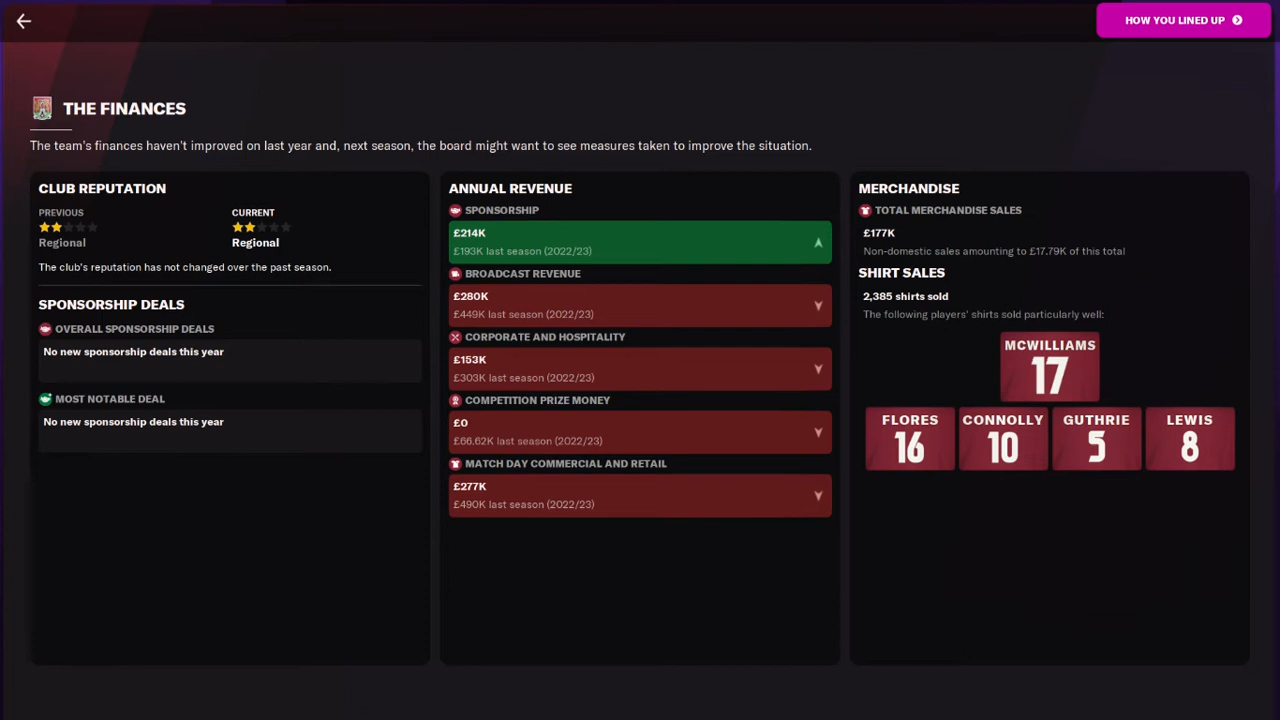 HOW YOU LINED UP
THE FINANCES
The team's finances haven't improved on last year and, next season, the board might want to see measures taken to improve the situation.
CLUB REPUTATION
PREVIOUS
CURRENT
Regional
Regional
The club's reputation has not changed over the past season.
SPONSORSHIP DEALS
OVERALL SPONSORSHIP DEALS
No new sponsorship deals this year
MOST NOTABLE DEAL
No new sponsorship deals this year
ANNUAL REVENUE
SPONSORSHIP
£214K
£193K last season (2022/23)
BROADCAST REVENUE
£280K
£449K last season (2022/23)
CORPORATE AND HOSPITALITY
£153K
£303K last season (2022/23)
COMPETITION PRIZE MONEY
£0
£66.62K last season (2022/23)
MATCH DAY COMMERCIAL AND RETAIL
£277K
£490K last season (2022/23)
MERCHANDISE
TOTAL MERCHANDISE SALES
£177K
Non-domestic sales amounting to £17.79K of this total
SHIRT SALES
2,385 shirts sold
The following players' shirts sold particularly well:
MCWILLIAMS
17
FLORES
16
CONNOLLY
10
GUTHRIE
5
LEWIS
8